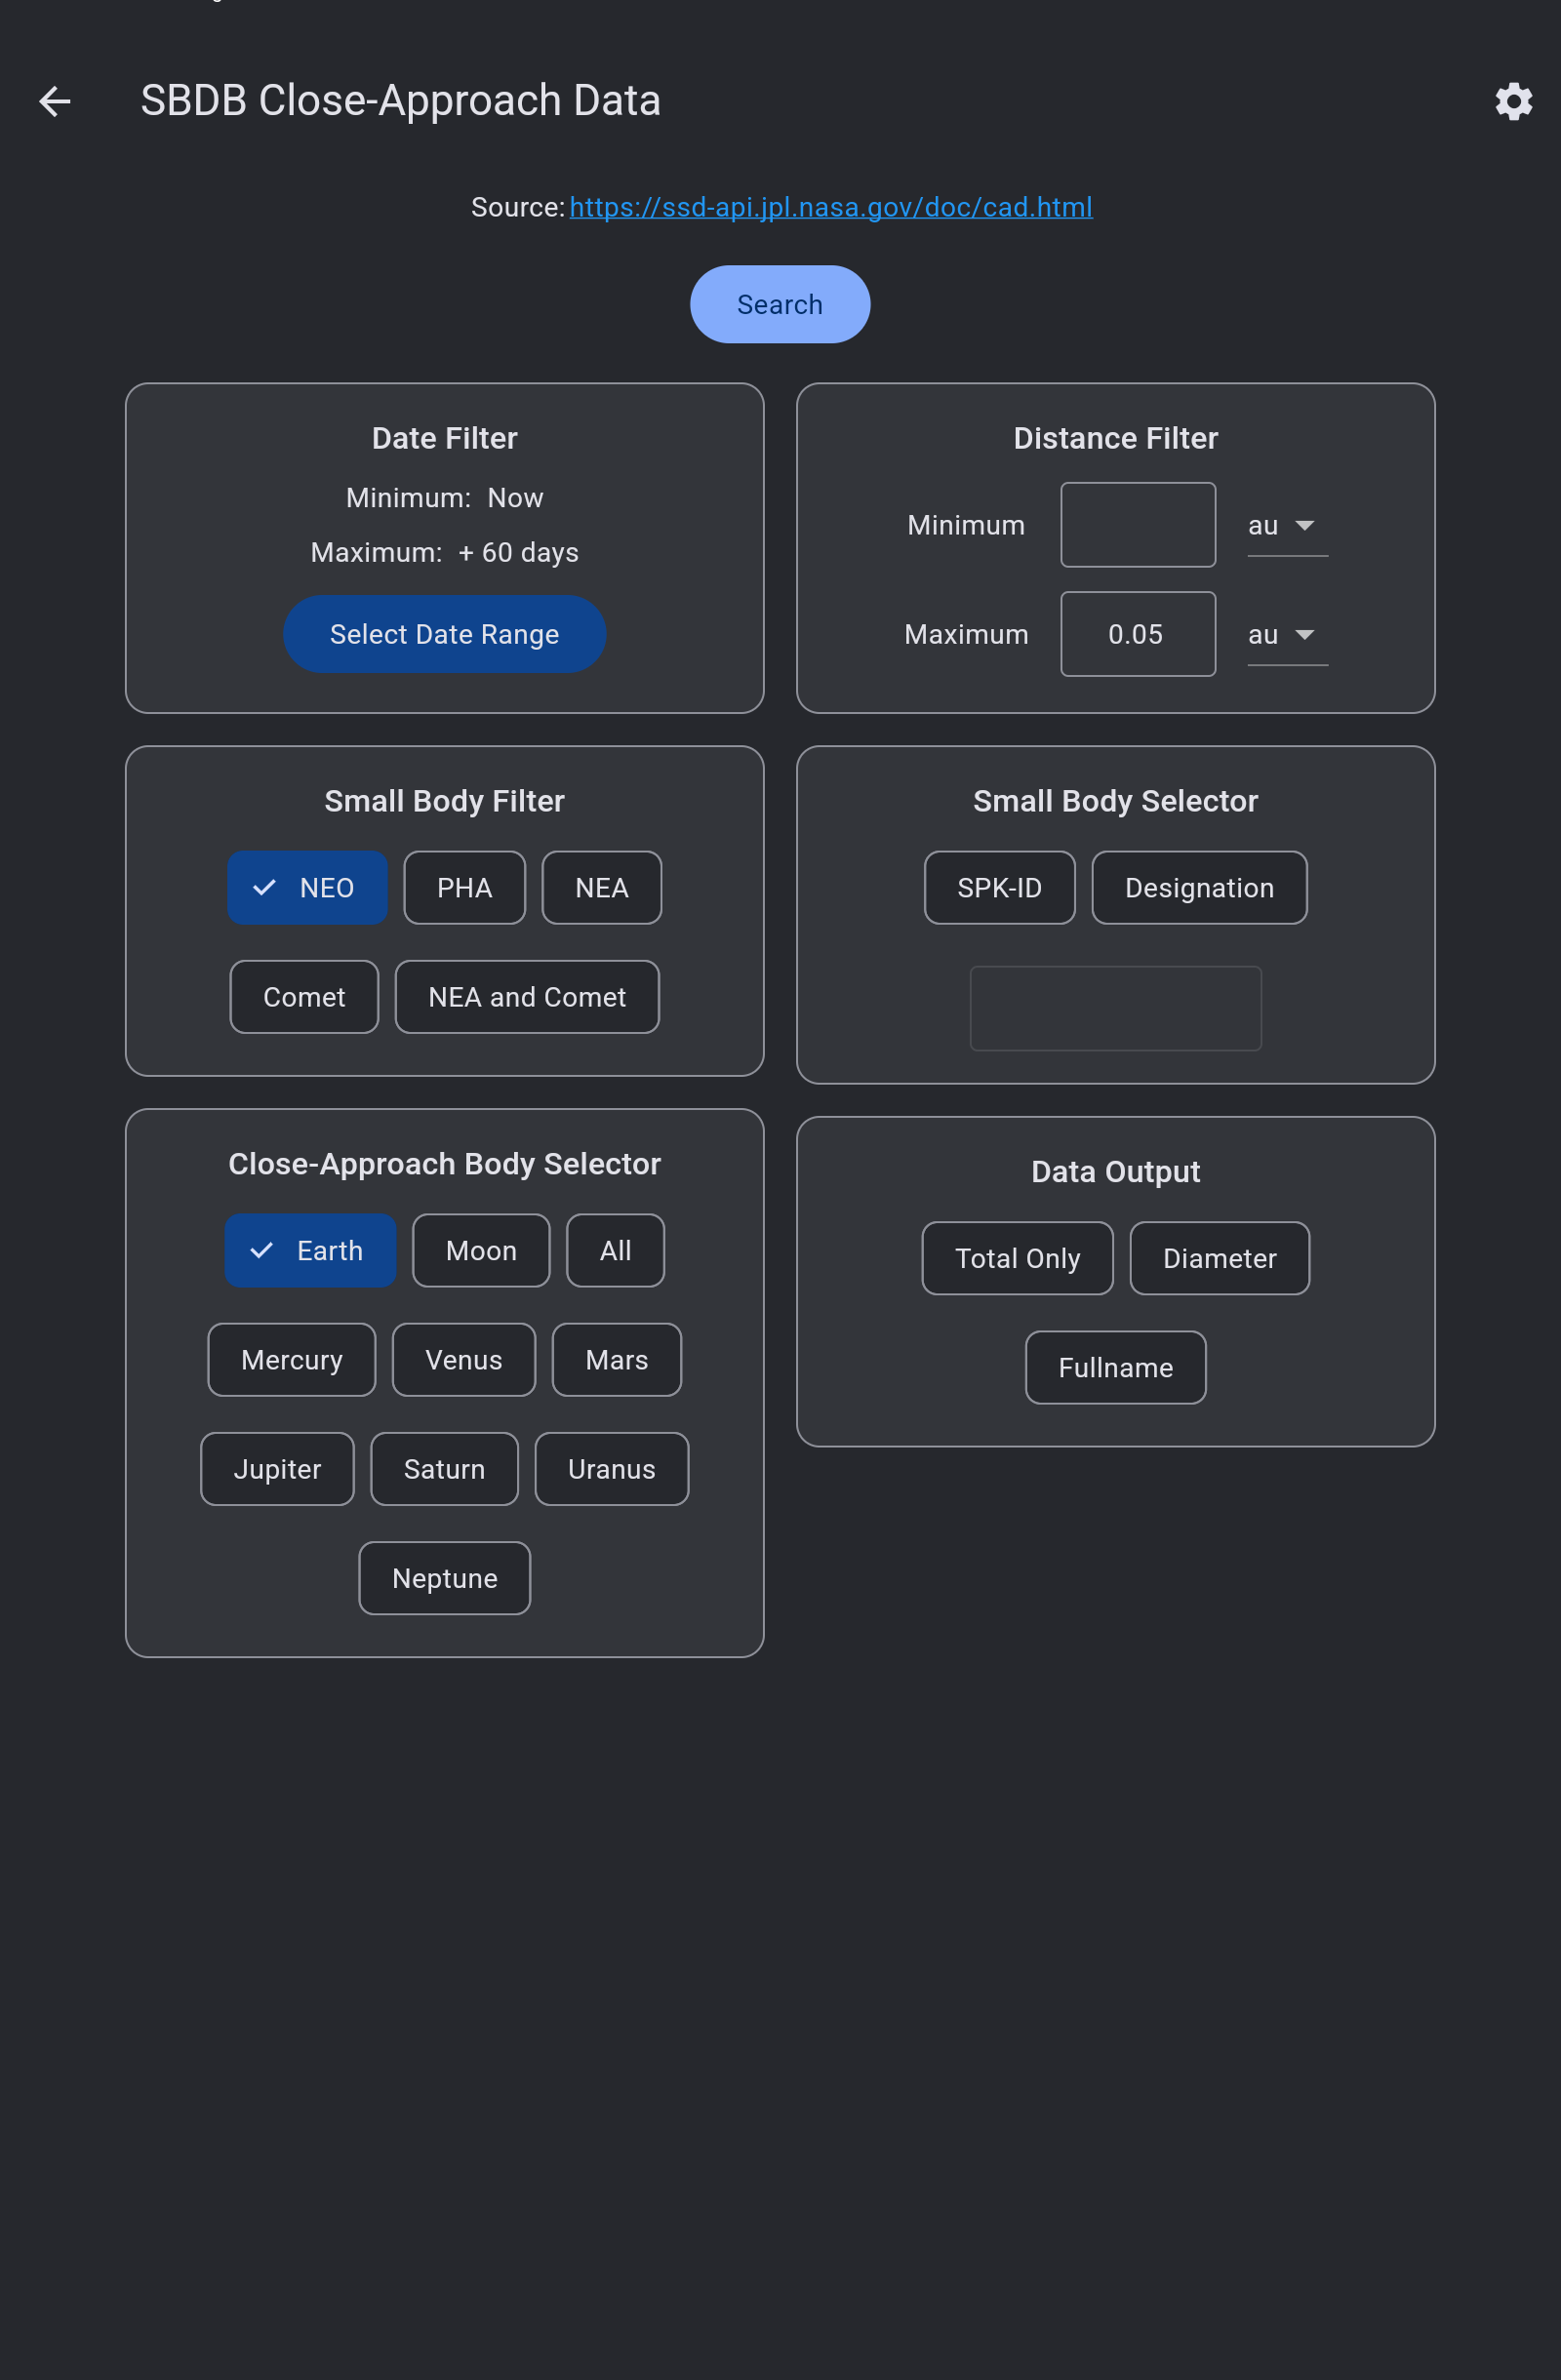 SBDB Close-Approach Data
Source: https://ssd-api.jpl.nasa.gov/doc/cad.html
Search
Date Filter
Minimum: Now
Maximum: + 60 days
Select Date Range
Distance Filter
Minimum au
Maximum 0.05 au
Small Body Filter
NEO PHA NEA
Comet NEA and Comet
Small Body Selector
SPK-ID Designation
Close-Approach Body Selector
Earth Moon All
Mercury Venus Mars
Jupiter Saturn Uranus
Neptune
Data Output
Total Only Diameter
Fullname